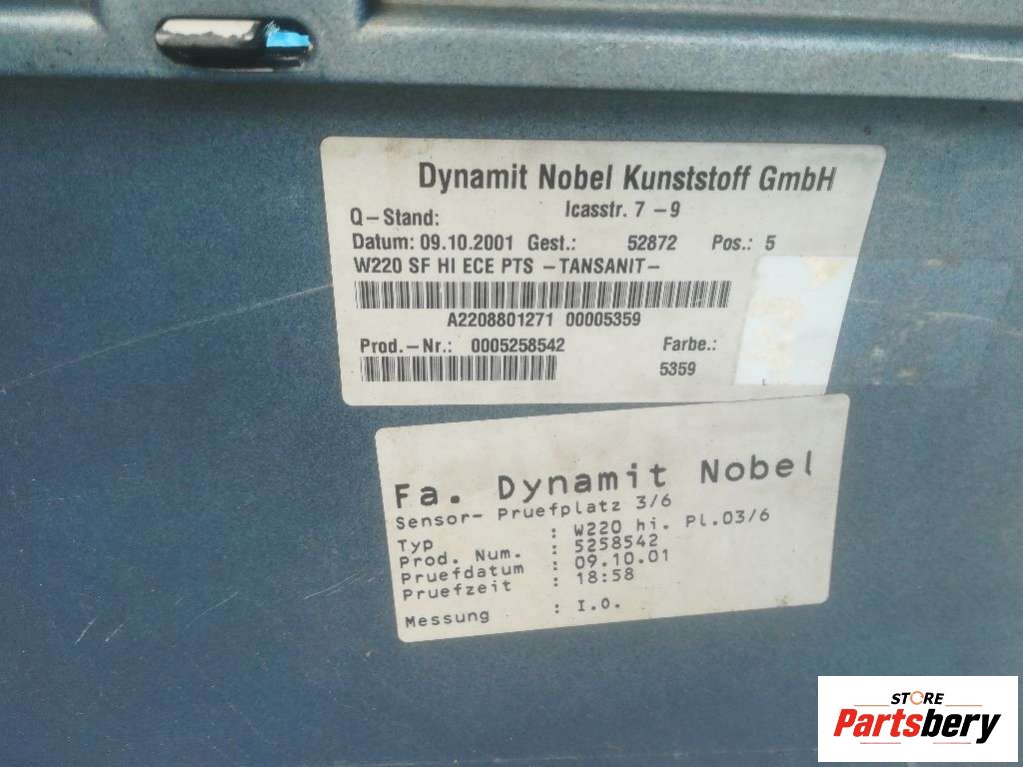 Dynamit Nobel Kunststoff GmbH
Icasstr. 7 -9
Q-Stand:
Datum: 09.10.2001 Gest.: 52872 Pos.: 5
W220 SF HI ECE PTS -TANSANIT-
A2208801271 00005359
Prod.-Nr.: 0005258542 Farbe.:
5359
Fa. Dynamit Nobel
Sensor- Pruefplatz 3/6
Typ : W220 hi. Pl.03/6
Prod. Num. : 5258542
Pruefdatum : 09.10.01
Pruefzeit : 18:58
Messung : I.O.
STORE
Partsbery